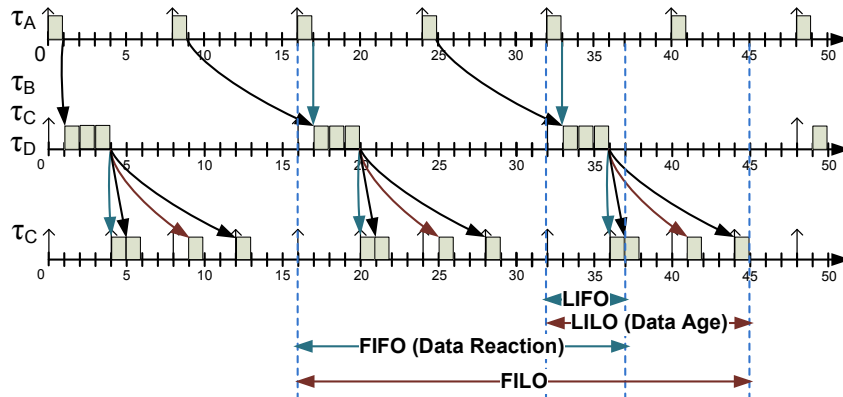 τA
0 5 10 15 20 25 30 35 40 45 50
τB
τC
τD
0 5 10 15 20 25 30 35 40 45 50
τC
0 5 10 15 20 25 30 35 40 45 50
LIFO
LILO (Data Age)
FIFO (Data Reaction)
FILO